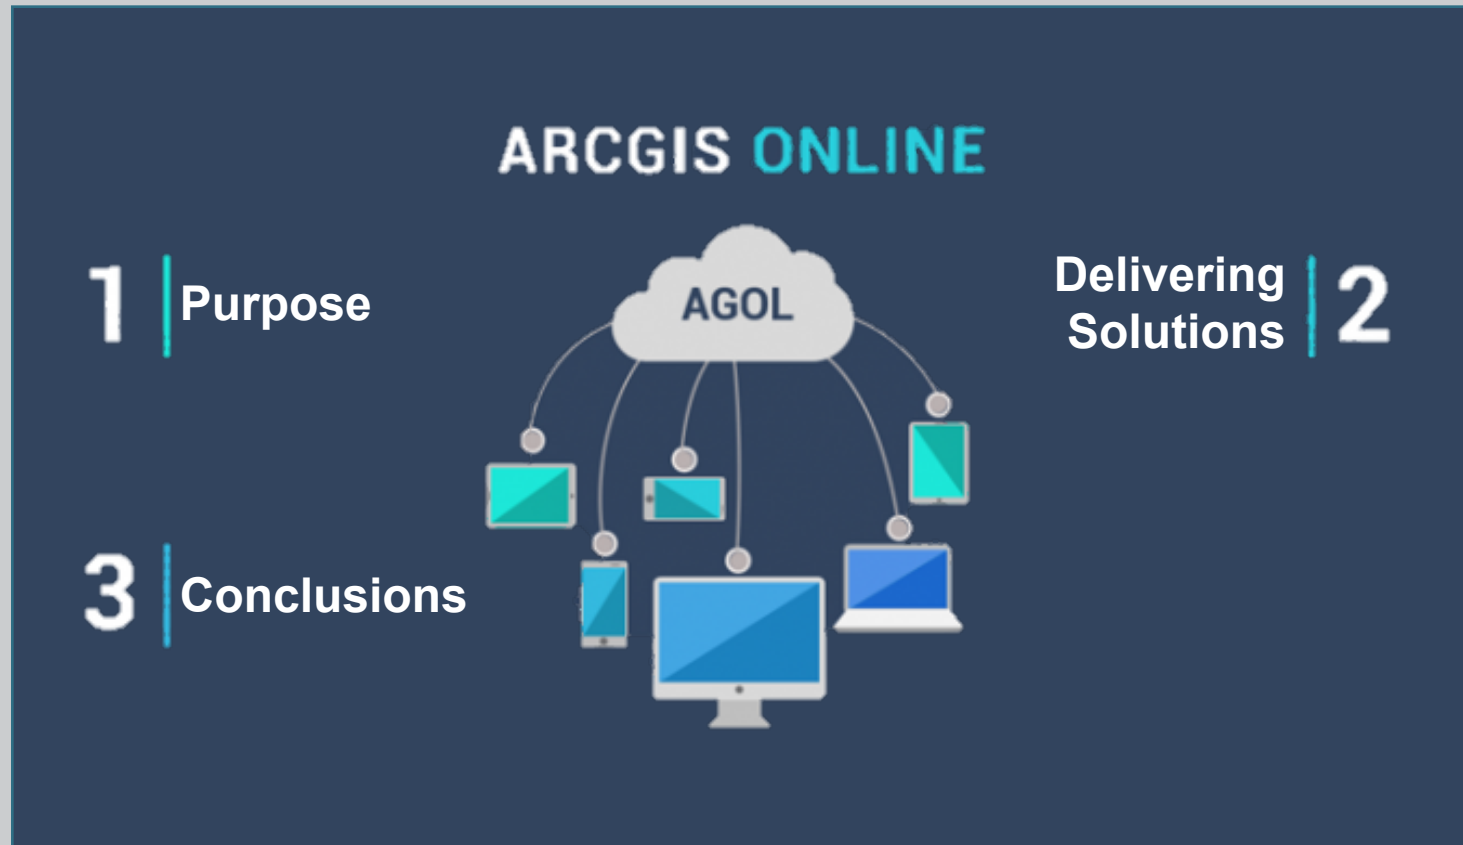 ARCGIS ONLINE
AGOL
1
Purpose
Delivering
Solutions
2
3
Conclusions